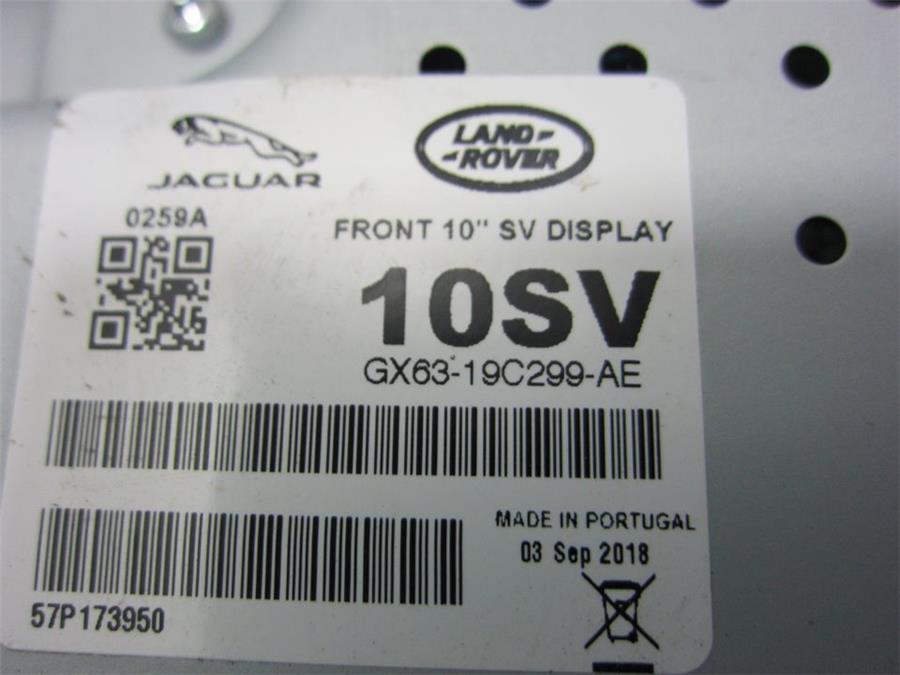 JAGUAR
LAND-
-ROVER
0259A
FRONT 10" SV DISPLAY
10SV
GX63-19C299-AE
MADE IN PORTUGAL
03 Sep 2018
57P173950